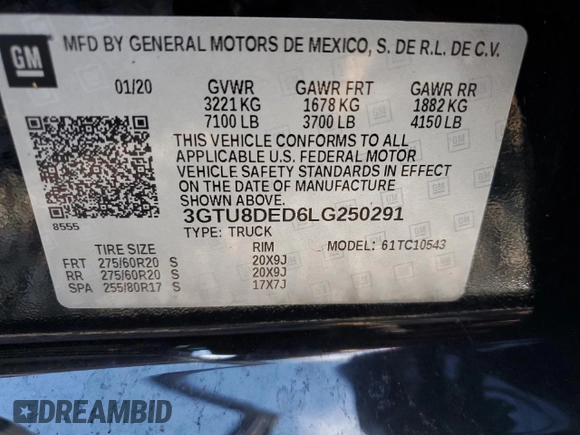 GM
MFD BY GENERAL MOTORS DE MEXICO, S. DE R.L. DE C.V.
01/20 GVWR GAWR FRT GAWR RR
3221 KG 1678 KG 1882 KG
7100 LB 3700 LB 4150 LB
THIS VEHICLE CONFORMS TO ALL
APPLICABLE U.S. FEDERAL MOTOR
VEHICLE SAFETY STANDARDS IN EFFECT
ON THE DATE OF MANUFACTURE
SHOWN ABOVE.
8555
3GTU8DED6LG250291
TYPE: TRUCK
TIRE SIZE RIM MODEL: 61TC10543
FRT 275/60R20 S 20X9J
RR 275/60R20 S 20X9J
SPA 255/80R17 S 17X7J
DREAMBID